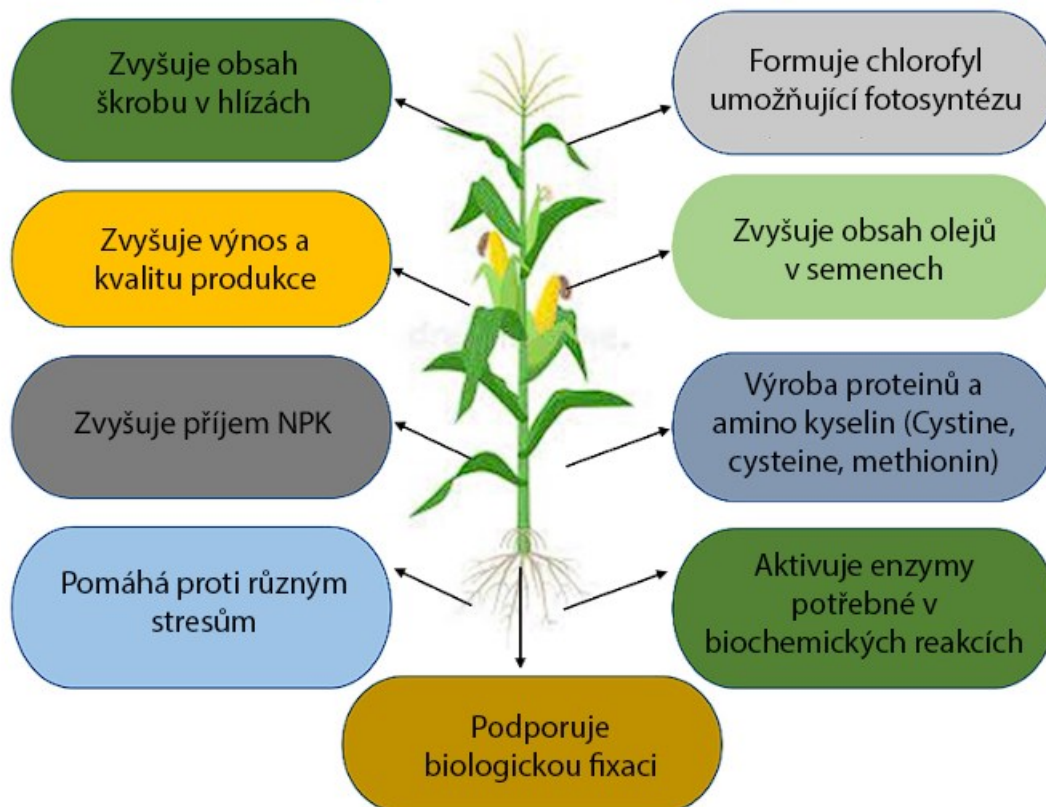 Zvyšuje obsah
škrobu v hlízách
Formuje chlorofyl
umožňující fotosyntézu
Zvyšuje výnos a
kvalitu produkce
Zvyšuje obsah olejů
v semenech
Zvyšuje příjem NPK
Výroba proteinů a
amino kyselin (Cystine,
cysteine, methionin)
Pomáhá proti různým
stresům
Aktivuje enzymy
potřebné v
biochemických reakcích
Podporuje
biologickou fixaci